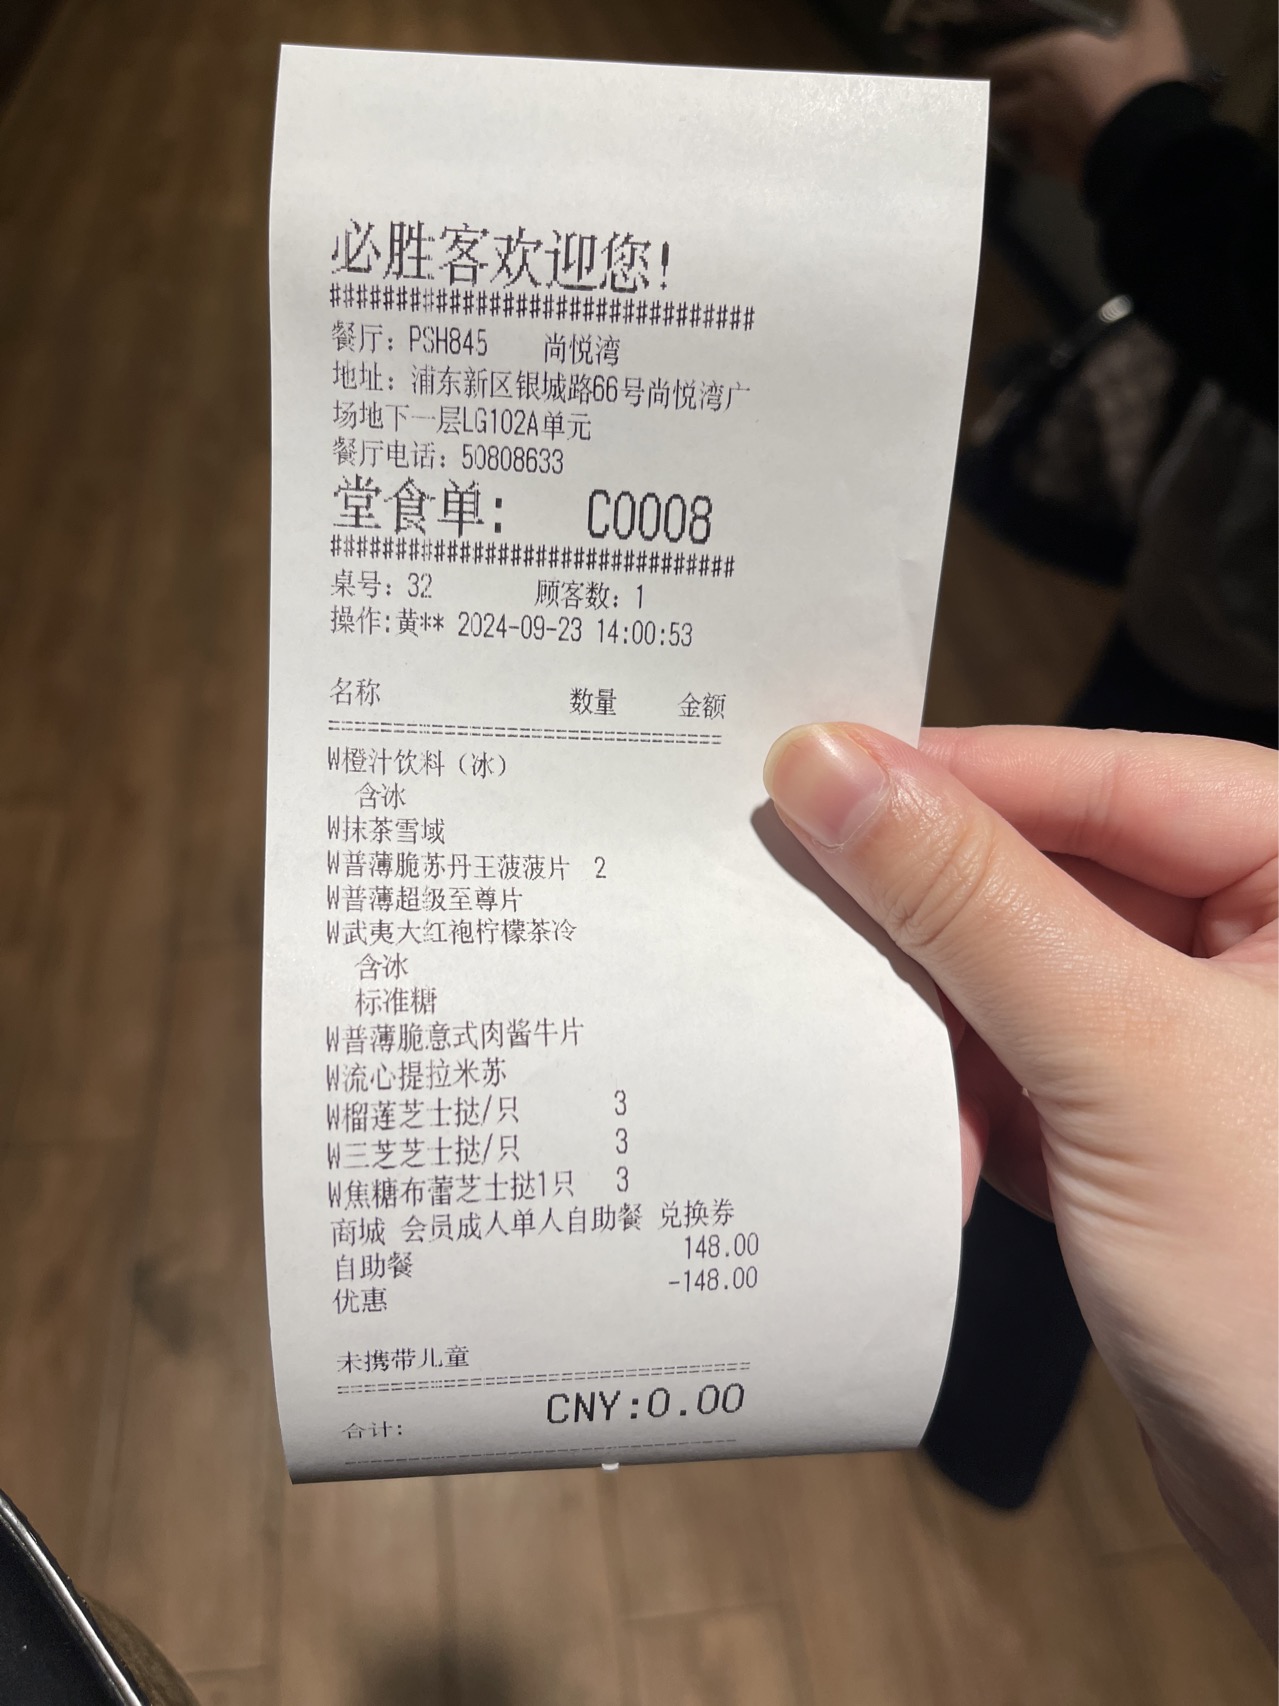 必胜客欢迎您!
################################
餐厅: PSH845 尚悦湾
地址: 浦东新区银城路66号尚悦湾广
场地下一层LG102A单元
餐厅电话: 50808633
堂食单: C0008
###############################
桌号: 32 顾客数: 1
操作:黄** 2024-09-23 14:00:53
名称 数量 金额
W橙汁饮料（冰）
含冰
W抹茶雪域
W普薄脆苏丹王菠菠片 2
W普薄超级至尊片
W武夷大红袍柠檬茶冷
含冰
标准糖
W普薄脆意式肉酱牛片
W流心提拉米苏
W榴莲芝士挞/只 3
W三芝芝士挞/只 3
W焦糖布蕾芝士挞1只 3
商城 会员成人单人自助餐 兑换券
自助餐 148.00
优惠 -148.00
未携带儿童
合计: CNY:0.00